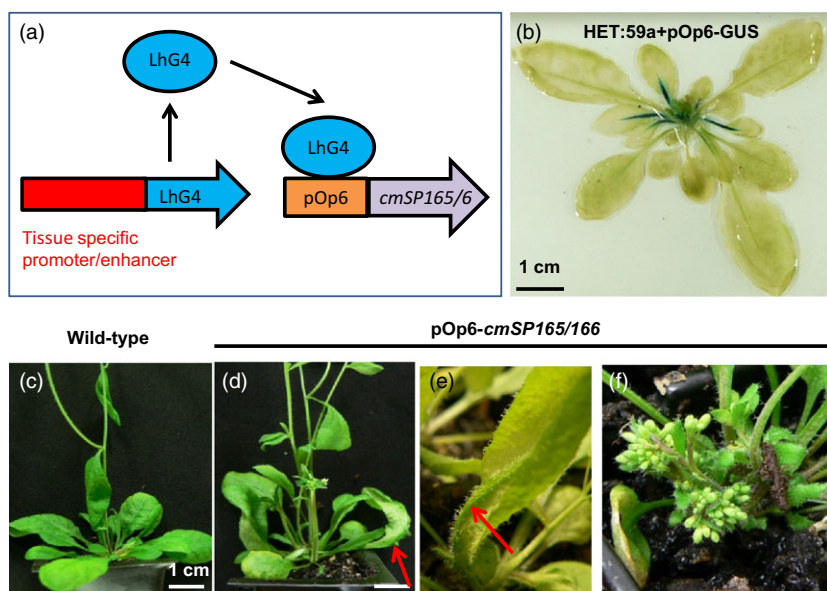 (a)
LhG4
LhG4
LhG4
pOp6
cmSP165/6
Tissue specific
promoter/enhancer
(b)
HET:59a+pOp6-GUS
1 cm
Wild-type
pOp6-cmSP165/166
(c)
1 cm
(d)
(e)
(f)